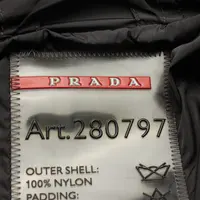 PRADA
Art.280797
OUTER SHELL:
100% NYLON
PADDING: